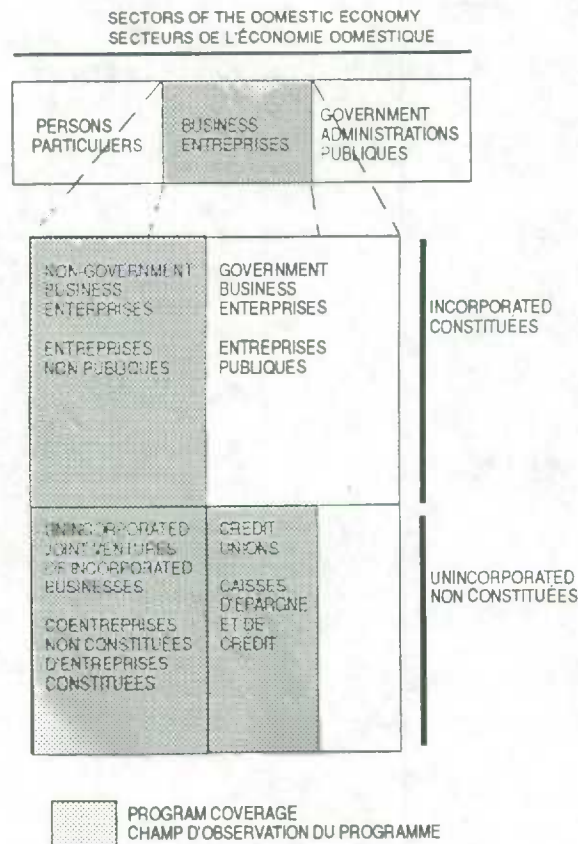 SECTORS OF THE DOMESTIC ECONOMY
SECTEURS DE L'ÉCONOMIE DOMESTIQUE
PERSONS
PARTICULIERS
BUSINESS
ENTREPRISES
GOVERNMENT
ADMINISTRATIONS
PUBLIQUES
NON-GOVERNMENT
BUSINESS
ENTERPRISES
ENTREPRISES
NON PUBLIQUES
GOVERNMENT
BUSINESS
ENTERPRISES
ENTREPRISES
PUBLIQUES
INCORPORATED
CONSTITUÉES
UNINCORPORATED
JOINT VENTURES
OF INCORPORATED
BUSINESSES
COENTREPRISES
NON CONSTITUÉES
D'ENTREPRISES
CONSTITUÉES
CREDIT
UNIONS
CAISSES
D'ÉPARGNE
ET DE
CRÉDIT
UNINCORPORATED
NON CONSTITUÉES
PROGRAM COVERAGE
CHAMP D'OBSERVATION DU PROGRAMME